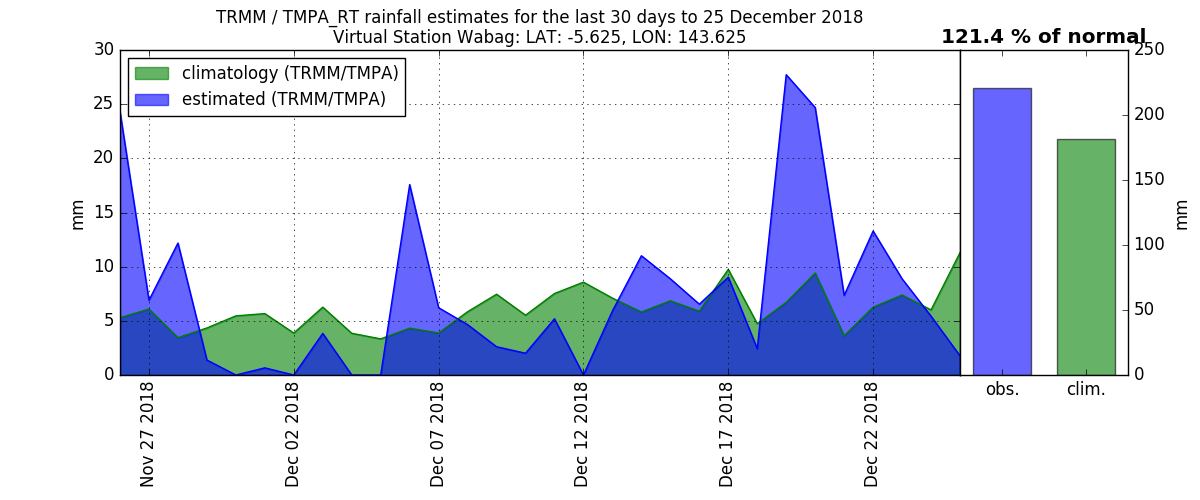 TRMM / TMPA_RT rainfall estimates for the last 30 days to 25 December 2018
Virtual Station Wabag: LAT: -5.625, LON: 143.625
121.4 % of normal
climatology (TRMM/TMPA)
estimated (TRMM/TMPA)
mm
30
25
20
15
10
5
0
Nov 27 2018
Dec 02 2018
Dec 07 2018
Dec 12 2018
Dec 17 2018
Dec 22 2018
250
200
150
100
50
0
mm
obs.
clim.